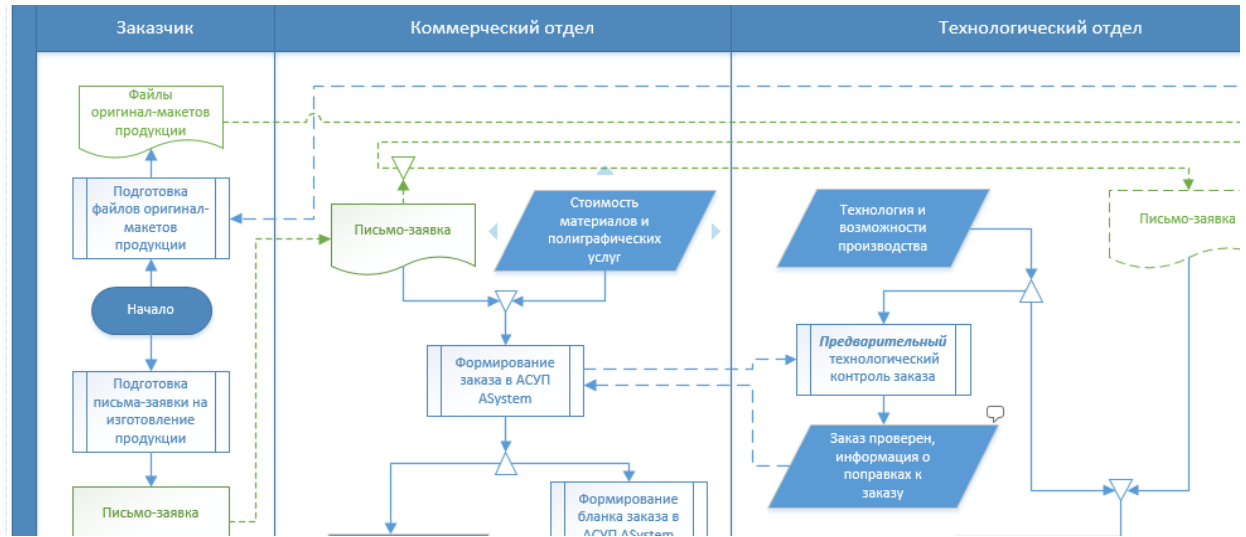 Заказчик
Коммерческий отдел
Технологический отдел
Файлы
оригинал-макетов
продукции
Подготовка
файлов оригинал-
макетов
продукции
Начало
Подготовка
письма-заявки на
изготовление
продукции
Письмо-заявка
Письмо-заявка
Стоимость
материалов и
полиграфических
услуг
Формирование
заказа в АСУП
ASystem
Формирование
бланка заказа в
АСУП ASystem
Технология и
возможности
производства
Предварительный
технологический
контроль заказа
Заказ проверен,
информация о
поправках к
заказу
Письмо-заявка